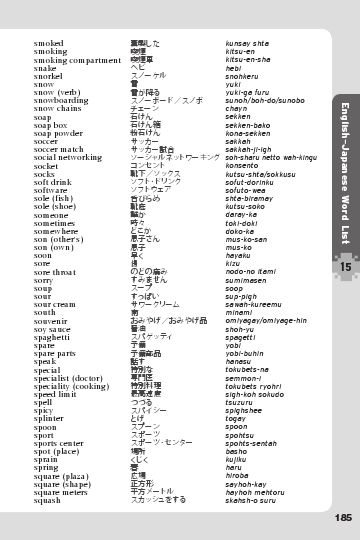 smoked 薫製した kunsay shta
smoking 喫煙 kitsu-en
smoking compartment 喫煙車 kitsu-en-sha
snake ヘビ hebi
snorkel スノーケル snohkeru
snow 雪 yuki
snow (verb) 雪が降る yuki-ga furu
snowboarding スノーボード／スノボ sunoh/boh-do/sunobo
snow chains チェーン chayn
soap 石けん sekken
soap box 石けん箱 sekken-bako
soap powder 粉石けん kona-sekken
soccer サッカー sakkah
soccer match サッカー試合 sakkah-ji-igh
social networking ソーシャルネットワーキング soh-sharu netto wah-kingu
socket コンセント konsento
socks 靴下／ソックス kutsu-shta/sokkusu
soft drink ソフト・ドリンク sofut-dorinku
software ソフトウェア sofuto-wea
sole (fish) 舌びらめ shta-biramay
sole (shoe) 靴底 kutsu-soko
someone 誰か daray-ka
sometimes 時々 toki-doki
somewhere どこか doko-ka
son (other's) 息子さん mus-ko-san
son (own) 息子 mus-ko
soon 早く hayaku
sore 傷 kizu
sore throat のどの痛み nodo-no itami
sorry すみません sumimasen
soup スープ soop
sour すっぱい sup-pigh
sour cream サワークリーム sawah-kureemu
south 南 minami
souvenir おみやげ／おみやげ品 omiyagay/omiyage-hin
soy sauce 醤油 shoh-yu
spaghetti スパゲッティ spagetti
spare 予備 yobi
spare parts 予備部品 yobi-buhin
speak 話す hanasu
special 特別な tokubets-na
specialist (doctor) 専門医 semmon-i
speciality (cooking) 特別料理 tokubets ryohri
speed limit 最高速度 sigh-koh sokudo
spell つづる tsuzuru
spicy スパイシー spighshee
splinter とげ togay
spoon スプーン spoon
sport スポーツ spohtsu
sports center スポーツ・センター spohts-sentah
spot (place) 場所 basho
sprain くじく kujiku
spring 春 haru
square (plaza) 広場 hiroba
square (shape) 正方形 sayhoh-kay
square meters 平方メートル hayhoh mehtoru
squash スカッシュをする skahsh-o suru
English–Japanese Word List
15
185